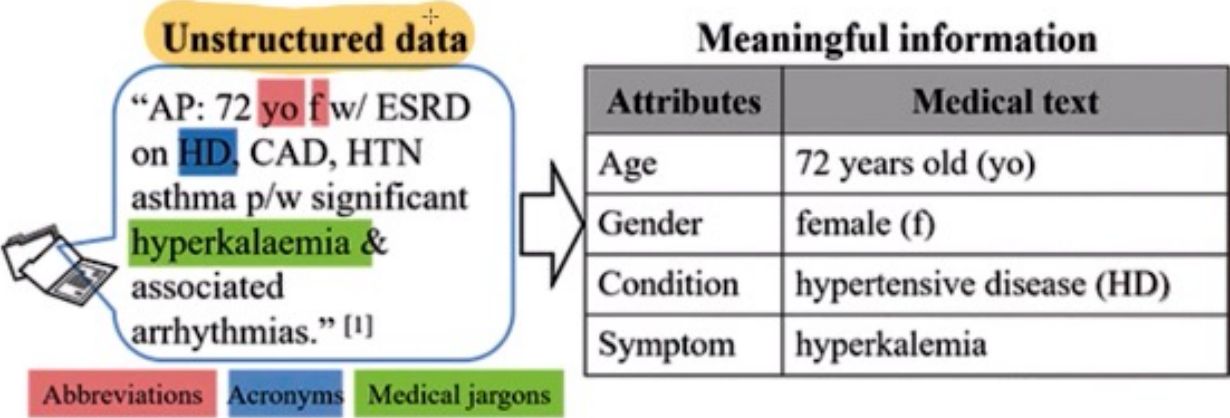 Unstructured data
“AP: 72 yo f w/ ESRD
on HD, CAD, HTN
asthma p/w significant
hyperkalaemia &
associated
arrhythmias.” [1]
Abbreviations Acronyms Medical jargons
Meaningful information
Attributes Medical text
Age 72 years old (yo)
Gender female (f)
Condition hypertensive disease (HD)
Symptom hyperkalemia